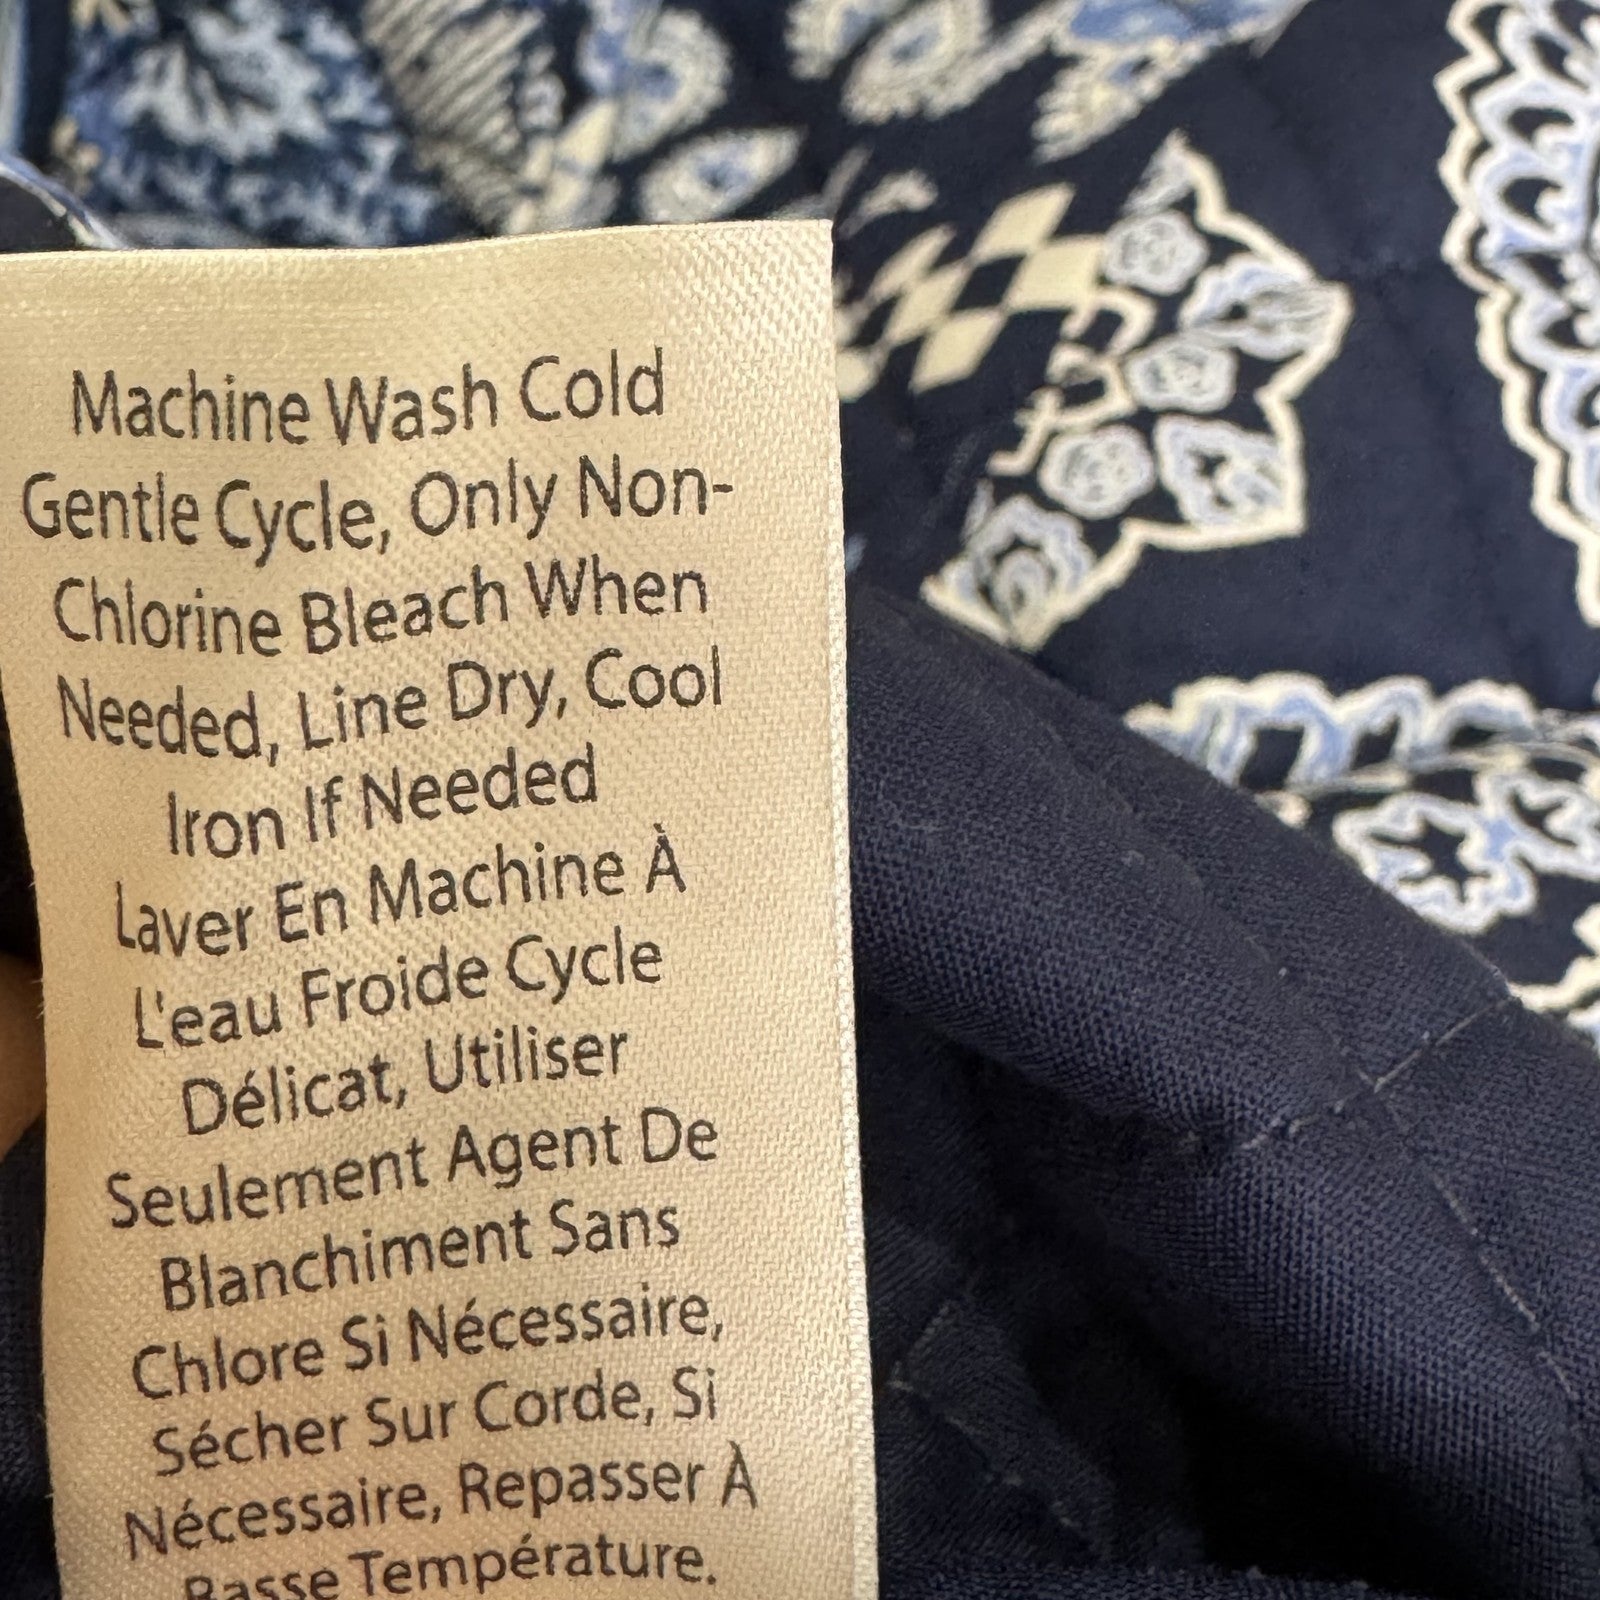 Machine Wash Cold
Gentle Cycle, Only Non-
Chlorine Bleach When
Needed, Line Dry, Cool
Iron If Needed
Laver En Machine À
L'eau Froide Cycle
Délicat, Utiliser
Seulement Agent De
Blanchiment Sans
Chlore Si Nécessaire,
Sécher Sur Corde, Si
Nécessaire, Repasser À
Basse Température.